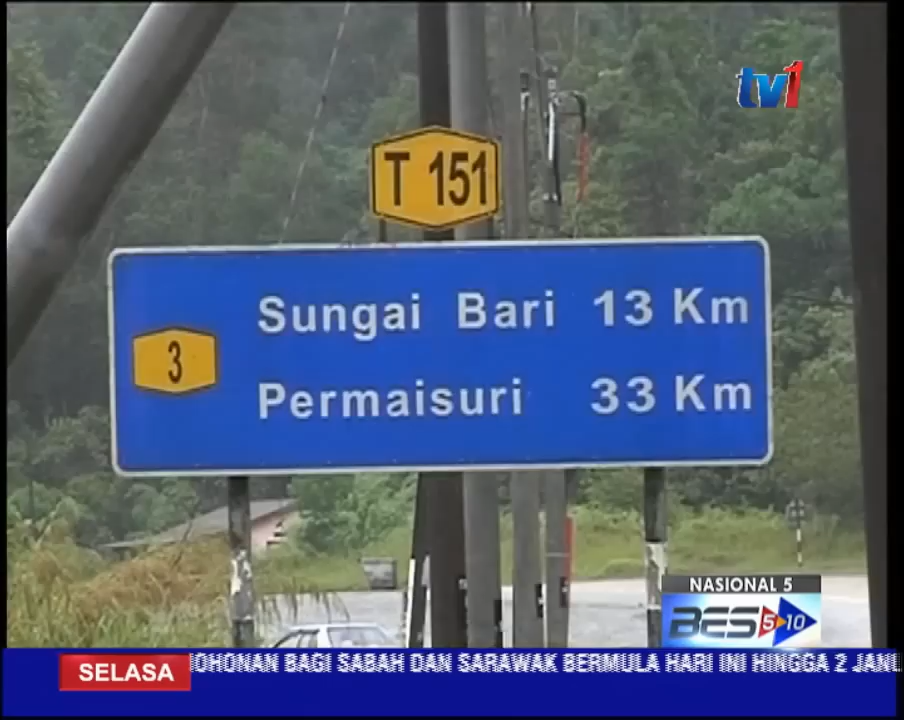 tv1
T 151
Sungai Bari 13 Km
3
Permaisuri 33 Km
NASIONAL 5
BES 5 10
SELASA
OHONAN BAGI SABAH DAN SARAWAK BERMULA HARI INI HINGGA 2 JANU